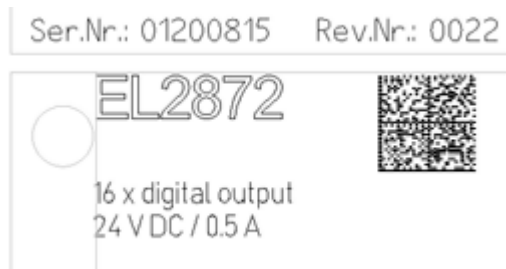 Ser.Nr.: 01200815 Rev.Nr.: 0022
EL2872
16 x digital output
24 V DC / 0.5 A